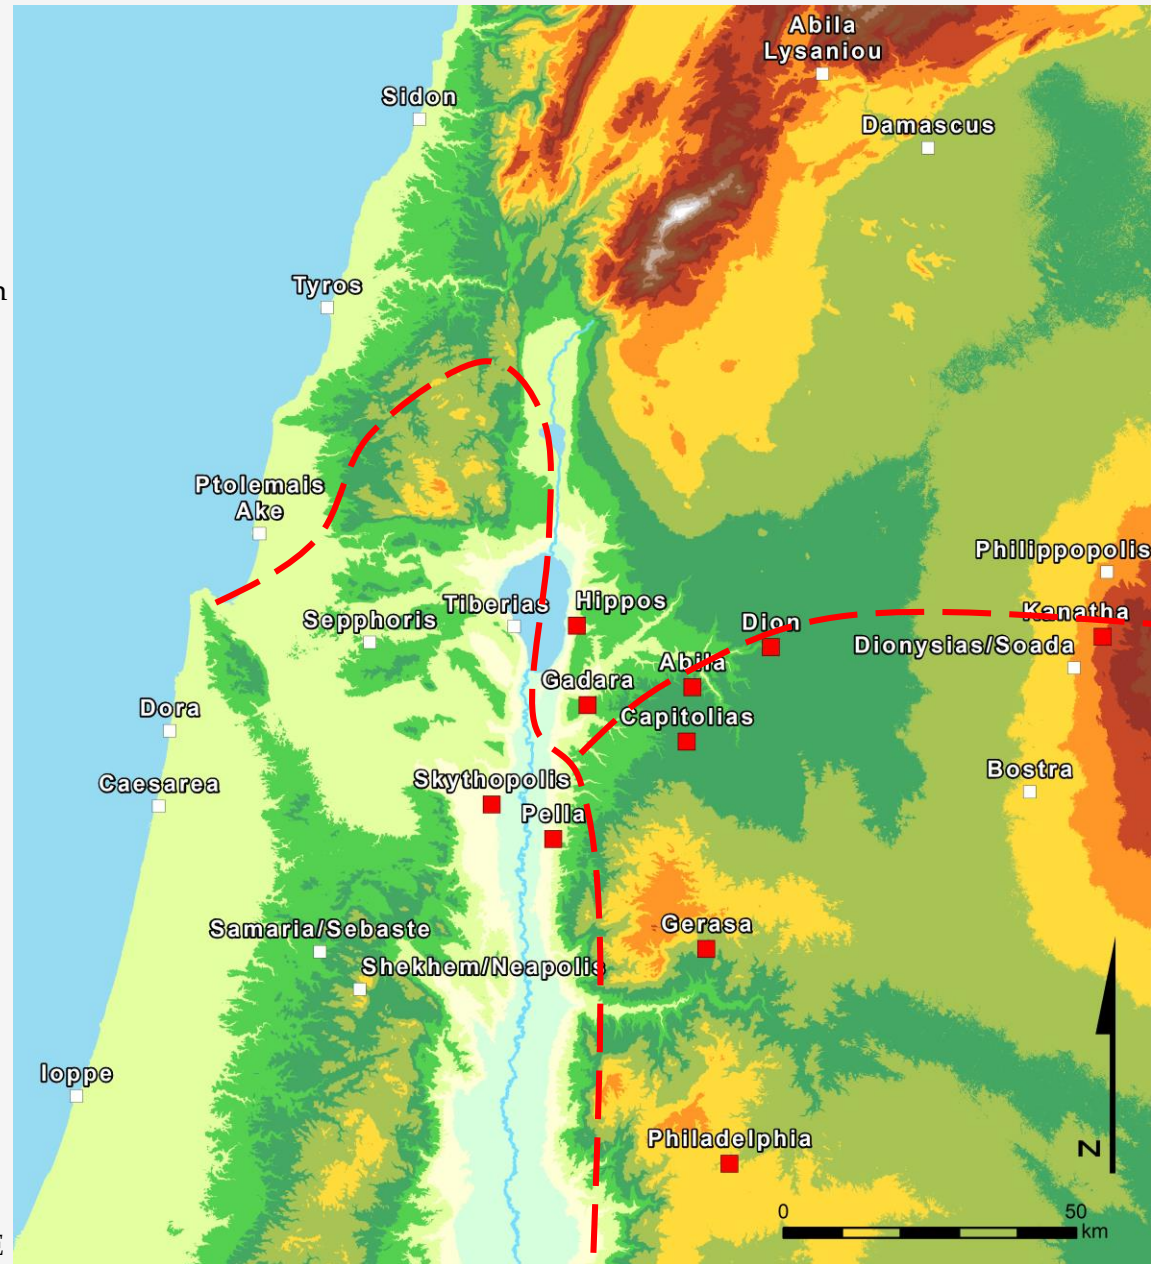 Abila
Lysaniou
Sidon
Damascus
Tyros
Ptolemais
Ake
Philippopolis
Tiberias
Hippos
Kanatha
Sepphoris
Dion
Dionysias/Soada
Abila
Gadara
Dora
Capitolias
Caesarea
Skythopolis
Bostra
Pella
Gerasa
Samaria/Sebaste
Shekhem/Neapolis
Ioppe
Philadelphia
N
0 50
km